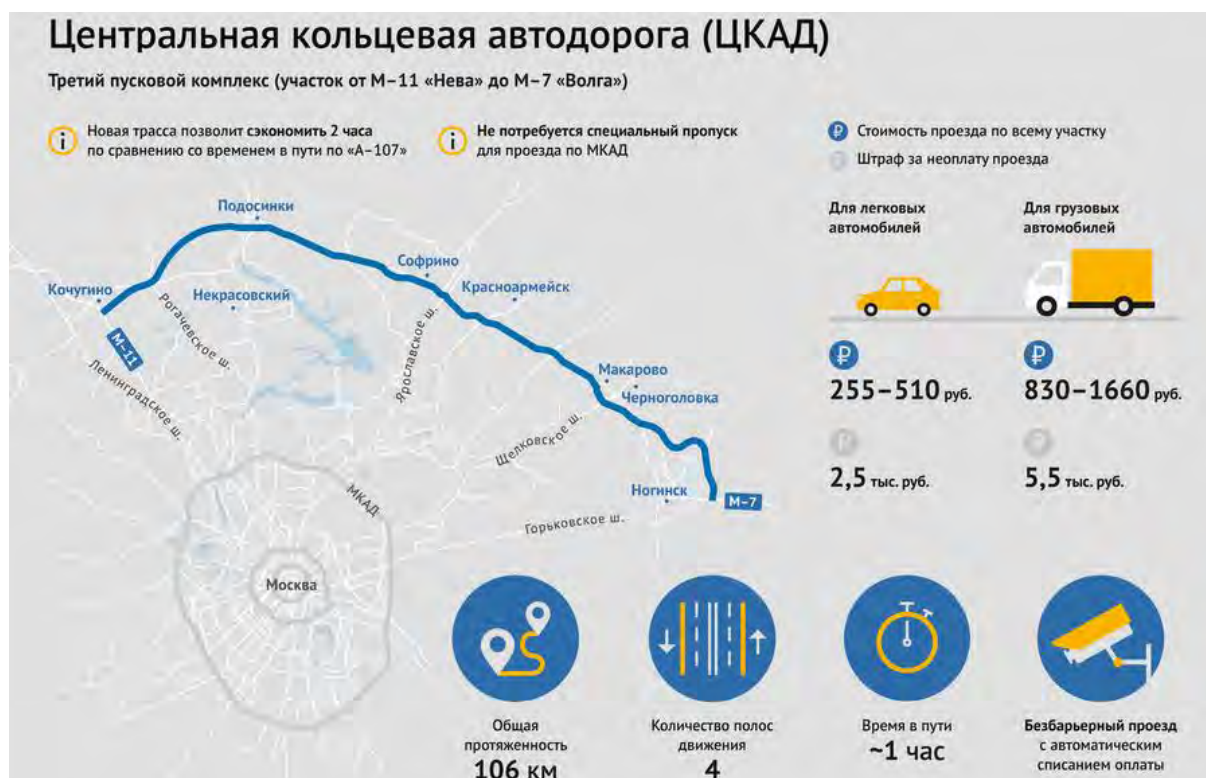 Центральная кольцевая автодорога (ЦКАД)
Третий пусковой комплекс (участок от М–11 «Нева» до М–7 «Волга»)
Новая трасса позволит сэкономить 2 часа
по сравнению со временем в пути по «А–107»
Не потребуется специальный пропуск
для проезда по МКАД
Стоимость проезда по всему участку
Штраф за неоплату проезда
Для легковых
автомобилей
Для грузовых
автомобилей
255–510 руб.
830–1660 руб.
2,5 тыс. руб.
5,5 тыс. руб.
Подосинки
Софрино
Кочугино
Некрасовский
Красноармейск
Рогачевское ш.
М–11
Ленинградское ш.
Ярославское ш.
Макарово
Черноголовка
Щелковское ш.
Ногинск
М–7
МКАД
Горьковское ш.
Москва
Общая
протяженность
106 км
Количество полос
движения
4
Время в пути
~1 час
Безбарьерный проезд
с автоматическим
списанием оплаты